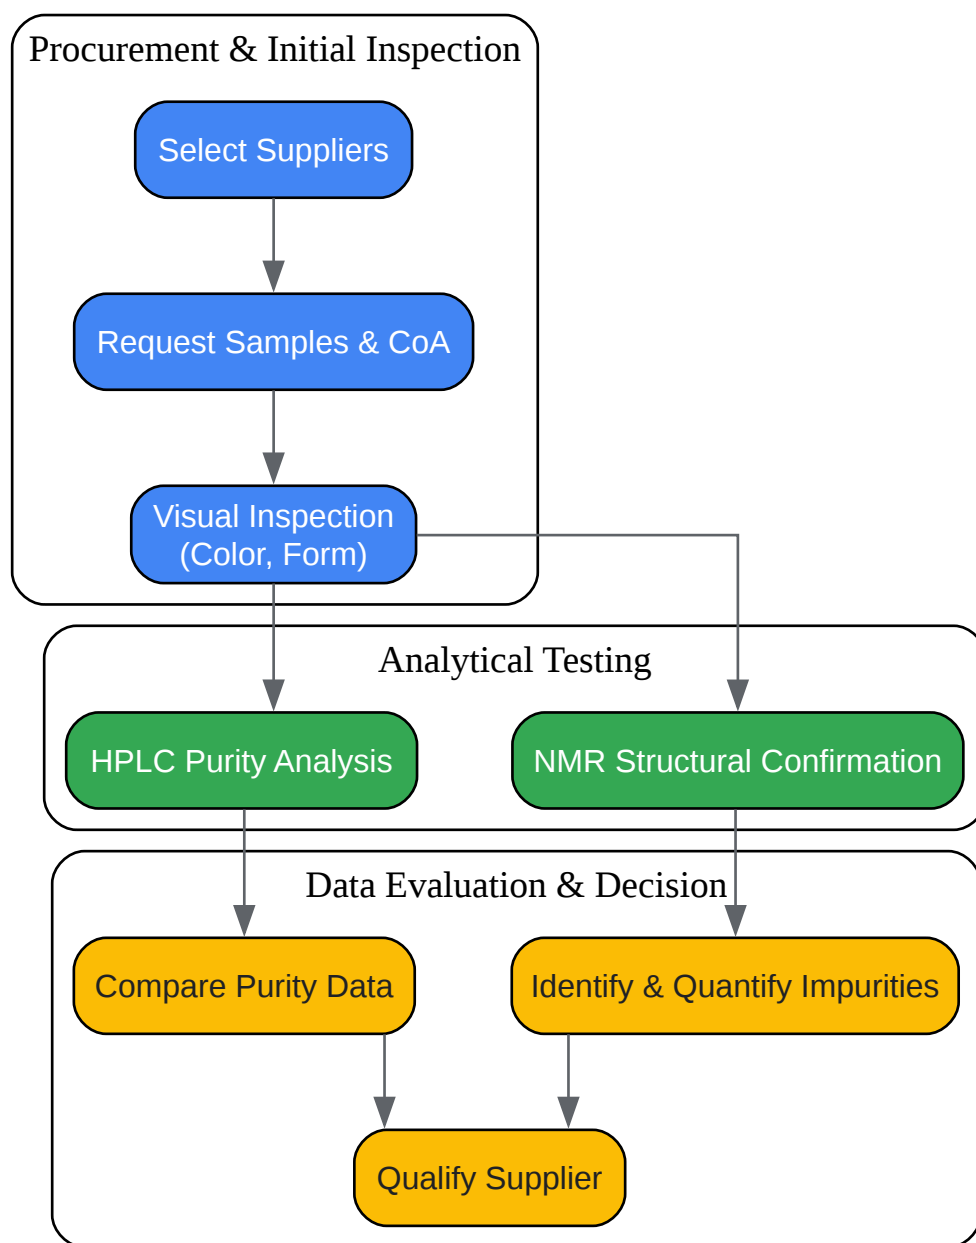 Procurement & Initial Inspection
Select Suppliers
Request Samples & CoA
Visual Inspection
(Color, Form)
Analytical Testing
HPLC Purity Analysis
NMR Structural Confirmation
Data Evaluation & Decision
Compare Purity Data
Identify & Quantify Impurities
Qualify Supplier